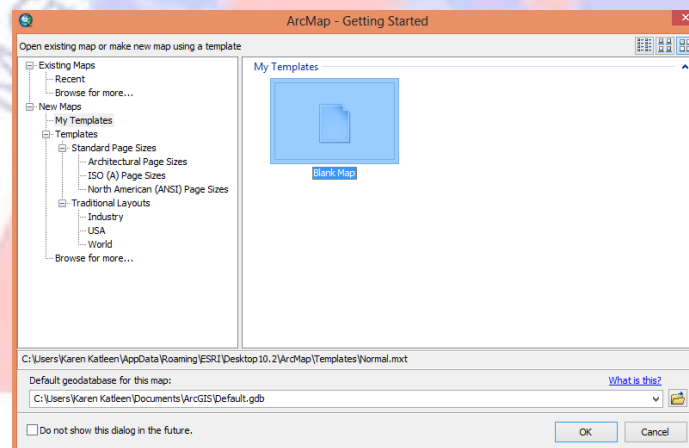 ArcMap - Getting Started
Open existing map or make new map using a template
Existing Maps
Recent
Browse for more...
New Maps
My Templates
Templates
Standard Page Sizes
Architectural Page Sizes
ISO (A) Page Sizes
North American (ANSI) Page Sizes
Traditional Layouts
Industry
USA
World
Browse for more...
My Templates
Blank Map
C:\Users\Karen Katleen\AppData\Roaming\ESRI\Desktop10.2\ArcMap\Templates\Normal.mxt
Default geodatabase for this map:
What is this?
C:\Users\Karen Katleen\Documents\ArcGIS\Default.gdb
Do not show this dialog in the future.
OK
Cancel